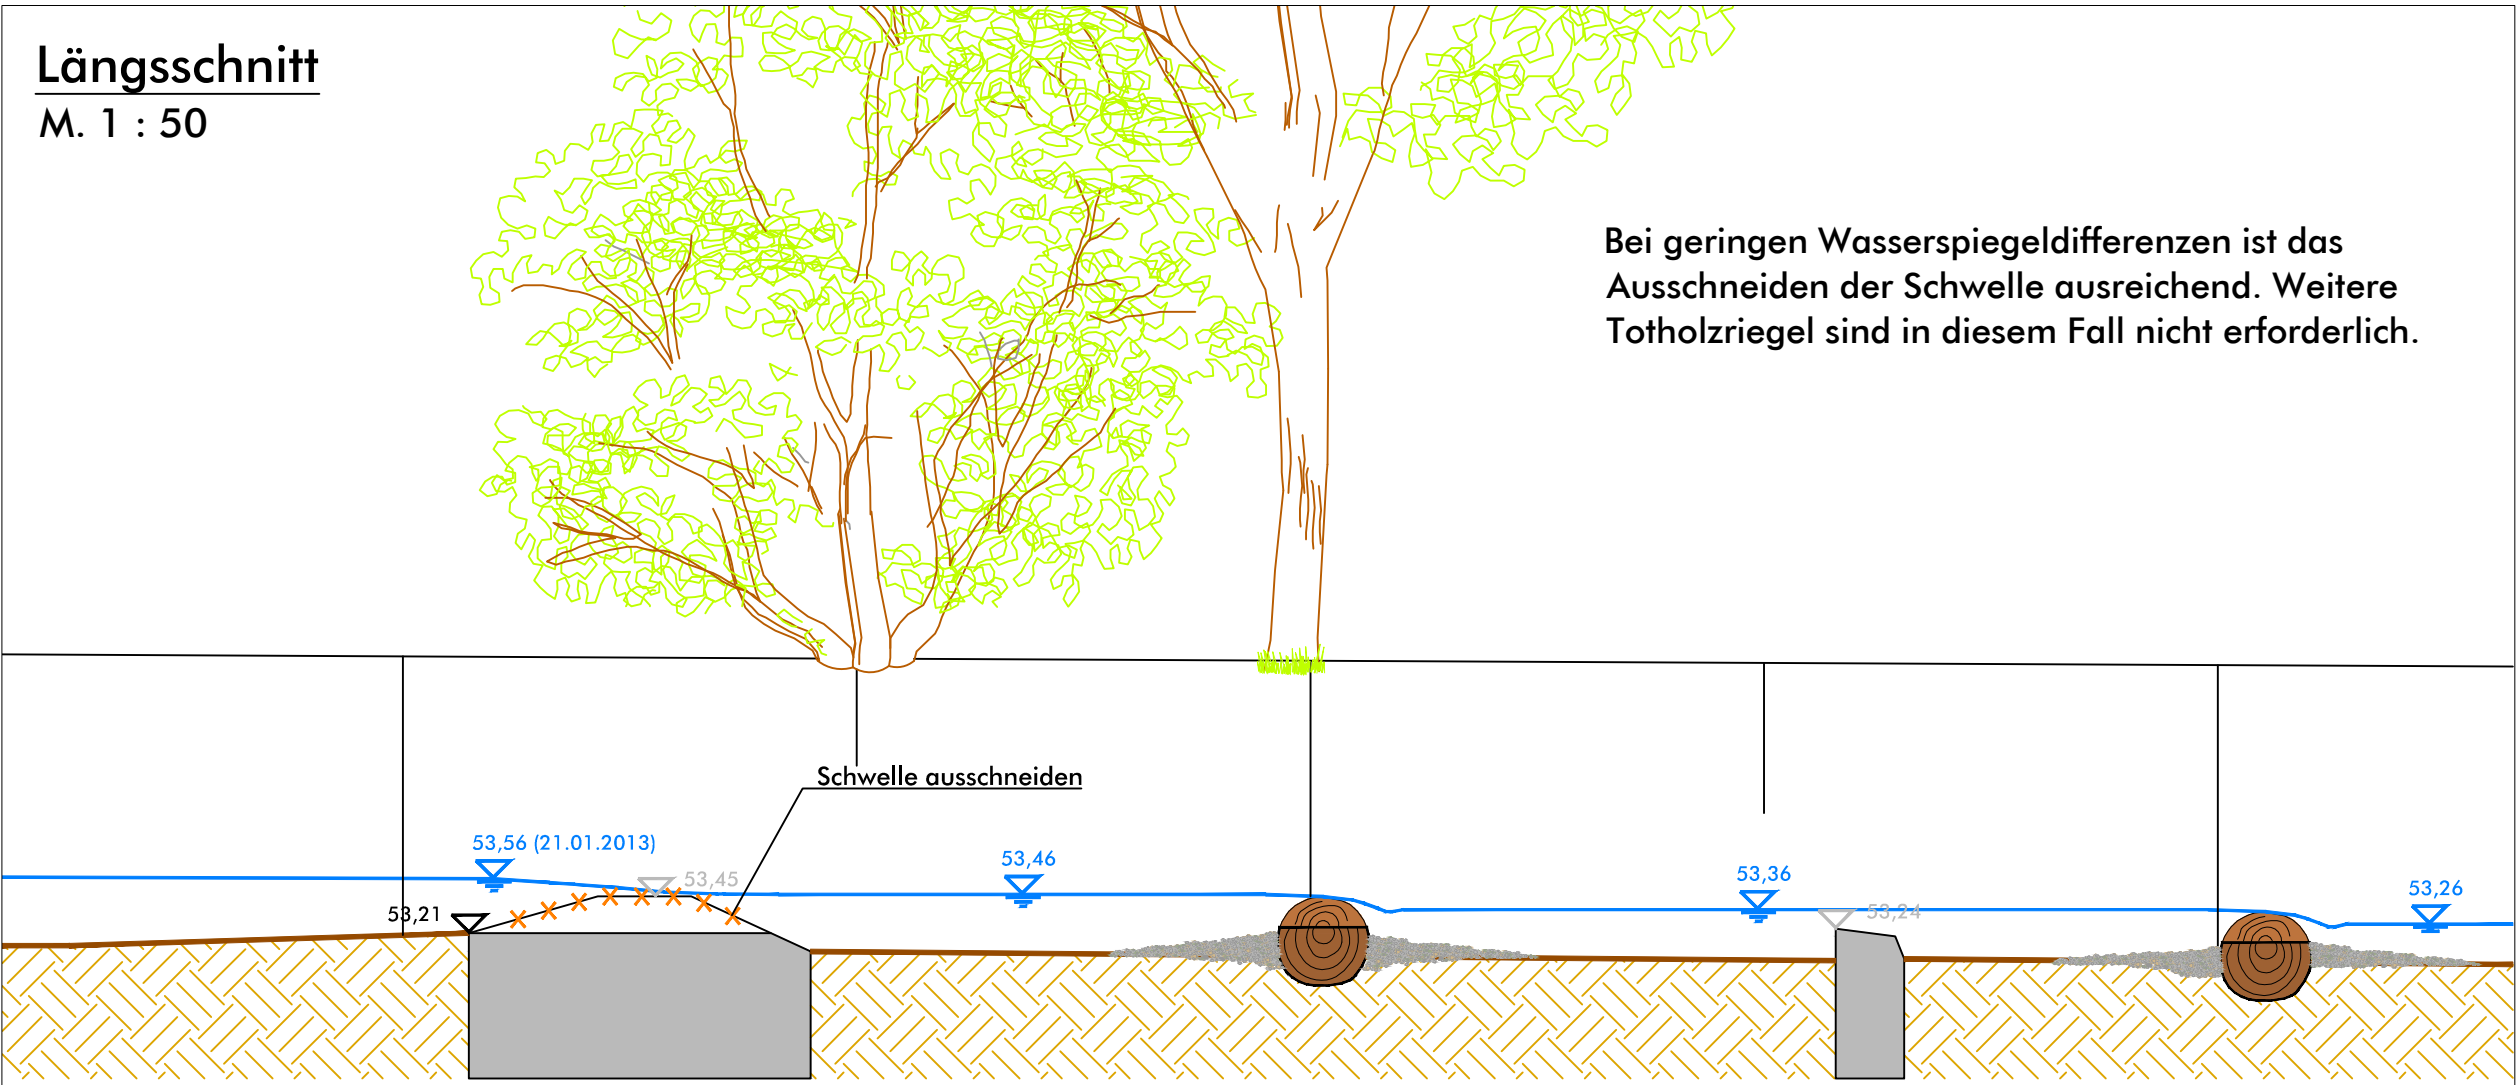 Längsschnitt
M. 1 : 50
Bei geringen Wasserspiegeldifferenzen ist das
Ausschneiden der Schwelle ausreichend. Weitere
Totholzriegel sind in diesem Fall nicht erforderlich.
Schwelle ausschneiden
53,56 (21.01.2013)
53,45
53,46
53,36
53,26
53,21
53,24